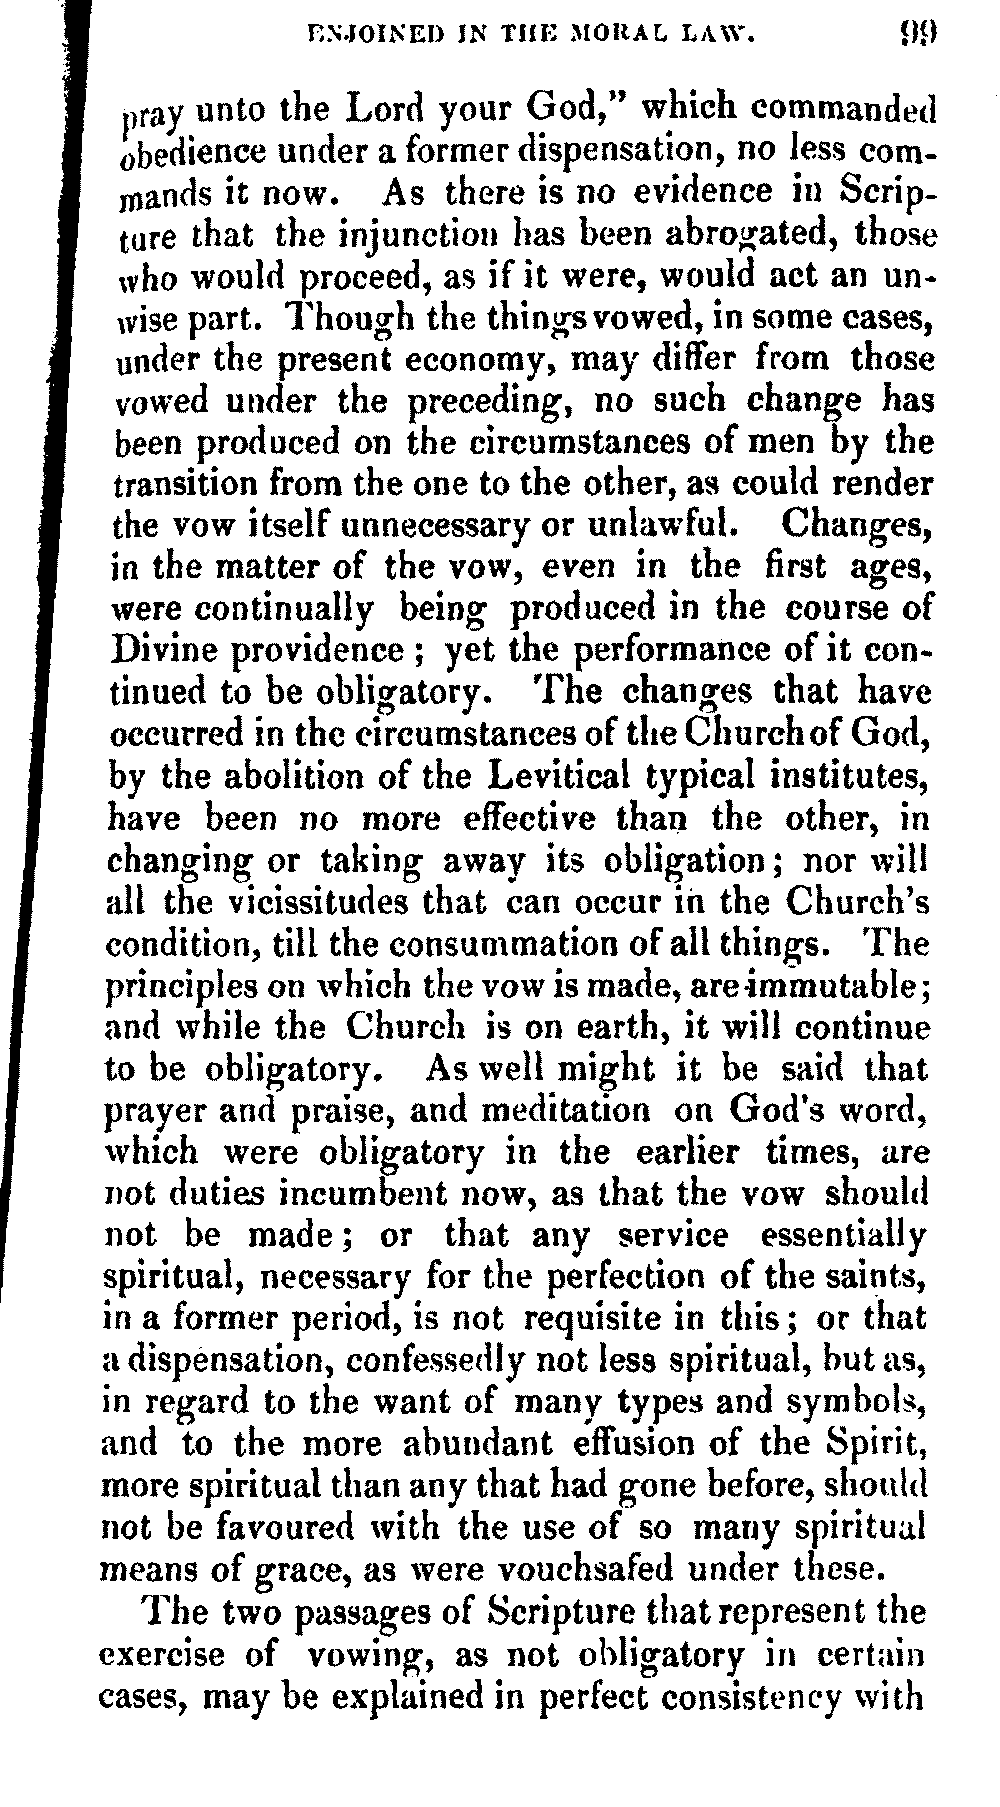 ENJOINED IN THE MORAL LAW. 99
pray unto the Lord your God,” which commanded
obedience under a former dispensation, no less com-
mands it now. As there is no evidence in Scrip-
ture that the injunction has been abrogated, those
who would proceed, as if it were, would act an un-
wise part. Though the things vowed, in some cases,
under the present economy, may differ from those
vowed under the preceding, no such change has
been produced on the circumstances of men by the
transition from the one to the other, as could render
the vow itself unnecessary or unlawful. Changes,
in the matter of the vow, even in the first ages,
were continually being produced in the course of
Divine providence ; yet the performance of it con-
tinued to be obligatory. The changes that have
occurred in the circumstances of the Church of God,
by the abolition of the Levitical typical institutes,
have been no more effective than the other, in
changing or taking away its obligation ; nor will
all the vicissitudes that can occur in the Church's
condition, till the consummation of all things. The
principles on which the vow is made, are immutable ;
and while the Church is on earth, it will continue
to be obligatory. As well might it be said that
prayer and praise, and meditation on God's word,
which were obligatory in the earlier times, are
not duties incumbent now, as that the vow should
not be made ; or that any service essentially
spiritual, necessary for the perfection of the saints,
in a former period, is not requisite in this ; or that
a dispensation, confessedly not less spiritual, but as,
in regard to the want of many types and symbols,
and to the more abundant effusion of the Spirit,
more spiritual than any that had gone before, should
not be favoured with the use of so many spiritual
means of grace, as were vouchsafed under these.
The two passages of Scripture that represent the
exercise of vowing, as not obligatory in certain
cases, may be explained in perfect consistency with